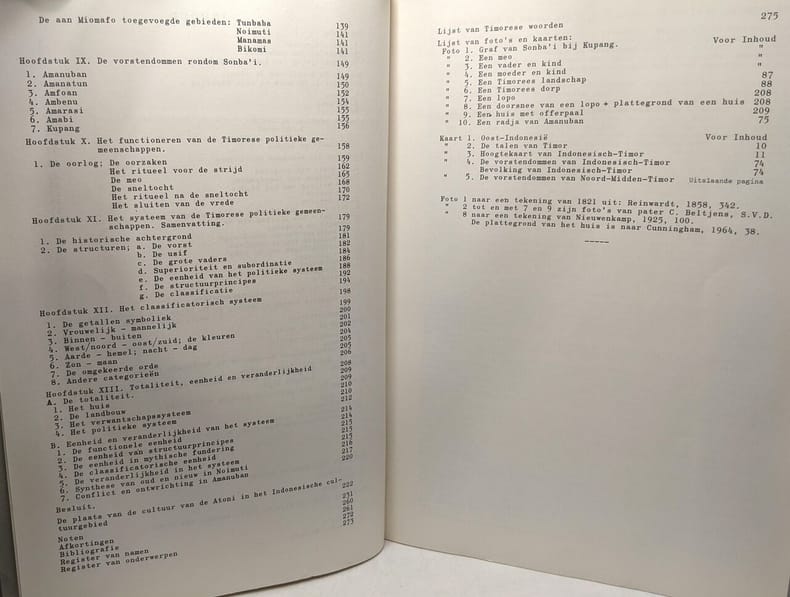 De aan Miomafo toegevoegde gebieden: Tunbaba 139
Noimuti 141
Manamas 141
Bikomi 141
Hoofdstuk IX. De vorstendommen rondom Sonba'i. 149
1. Amanuban 149
2. Amanatun 150
3. Amfoan 152
4. Ambenu 154
5. Amarasi 155
6. Amabi 155
7. Kupang 156
Hoofdstuk X. Het functioneren van de Timorese politieke ge-
meenschappen. 158
1. De oorlog; De oorzaken 159
Het ritueel voor de strijd 162
De meo 165
De sneltocht 168
Het ritueel na de sneltocht 170
Het sluiten van de vrede 172
Hoofdstuk XI. Het systeem van de Timorese politieke gemeen-
schappen. Samenvatting. 179
1. De historische achtergrond 179
2. De structuren; a. De vorst 181
b. De usif 182
c. De grote vaders 184
d. Superioriteit en subordinatie 186
e. De eenheid van het politieke systeem 188
f. De structuurprincipes 192
g. De classificatie 194
Hoofdstuk XII. Het classificatorisch systeem 198
1. De getallen symboliek 199
2. Vrouwelijk - mannelijk 200
3. Binnen - buiten 201
4. West/noord - oost/zuid; de kleuren 202
5. Aarde - hemel; nacht - dag 204
6. Zon - maan 205
7. De omgekeerde orde 205
8. Andere categorieën 206
Hoofdstuk XIII. Totaliteit, eenheid en veranderlijkheid 208
A. De totaliteit. 209
1. Het huis 209
2. De landbouw 210
3. Het verwantschapssysteem 210
4. Het politieke systeem 212
B. Eenheid en veranderlijkheid van het systeem 214
1. De functionele eenheid 214
2. De eenheid van structuurprincipes 215
3. De eenheid in mythische fundering 215
4. De classificatorische eenheid 215
5. De veranderlijkheid in het systeem 216
6. Synthese van oud en nieuw in Noimuti 217
7. Conflict en ontwrichting in Amanuban 220
Besluit.
De plaats van de cultuur van de Atoni in het Indonesische cul-
tuurgebied 222
Noten 231
Afkortingen 260
Bibliografie 261
Register van namen 272
Register van onderwerpen 273
275
Lijst van Timorese woorden
Lijst van foto's en kaarten:
Foto 1. Graf van Sonba'i bij Kupang. Voor Inhoud
" 2. Een meo "
" 3. Een vader en kind "
" 4. Een moeder en kind "
" 5. Een Timorees landschap 87
" 6. Een Timorees dorp 88
" 7. Een lopo 208
" 8. Een doorsnee van een lopo + plattegrond van een huis 208
" 9. Een huis met offerpaal 209
" 10. Een radja van Amanuban 75
Kaart 1. Oost-Indonesië Voor Inhoud
" 2. De talen van Timor 10
" 3. Hoogtekaart van Indonesisch-Timor 11
" 4. De vorstendommen van Indonesisch-Timor 74
Bevolking van Indonesisch-Timor 74
" 5. De vorstendommen van Noord-Midden-Timor Uitslaande pagina
Foto 1 naar een tekening van 1821 uit: Reinwardt, 1858, 342.
" 2 tot en met 7 en 9 zijn foto's van pater C. Beltjens, S.V.D.
" 8 naar een tekening van Nieuwenkamp, 1925, 100.
De plattegrond van het huis is naar Cunningham, 1964, 38.
-----